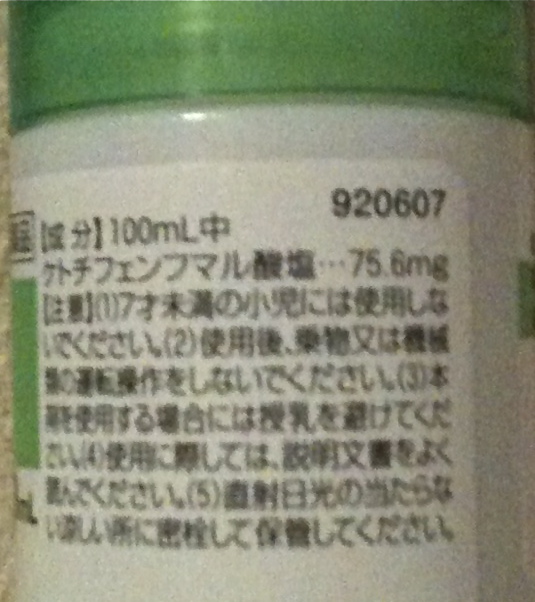 920607
【成分】100mL中
ケトチフェンフマル酸塩…75.6mg
【注意】(1)7才未満の小児には使用しな
いでください。(2)使用後、乗物又は機械
類の運転操作をしないでください。(3)本
剤を使用する場合には授乳を避けてくだ
さい。(4)使用に際しては、説明文書をよく
読んでください。(5)直射日光の当たらな
い涼しい所に密栓して保管してください。